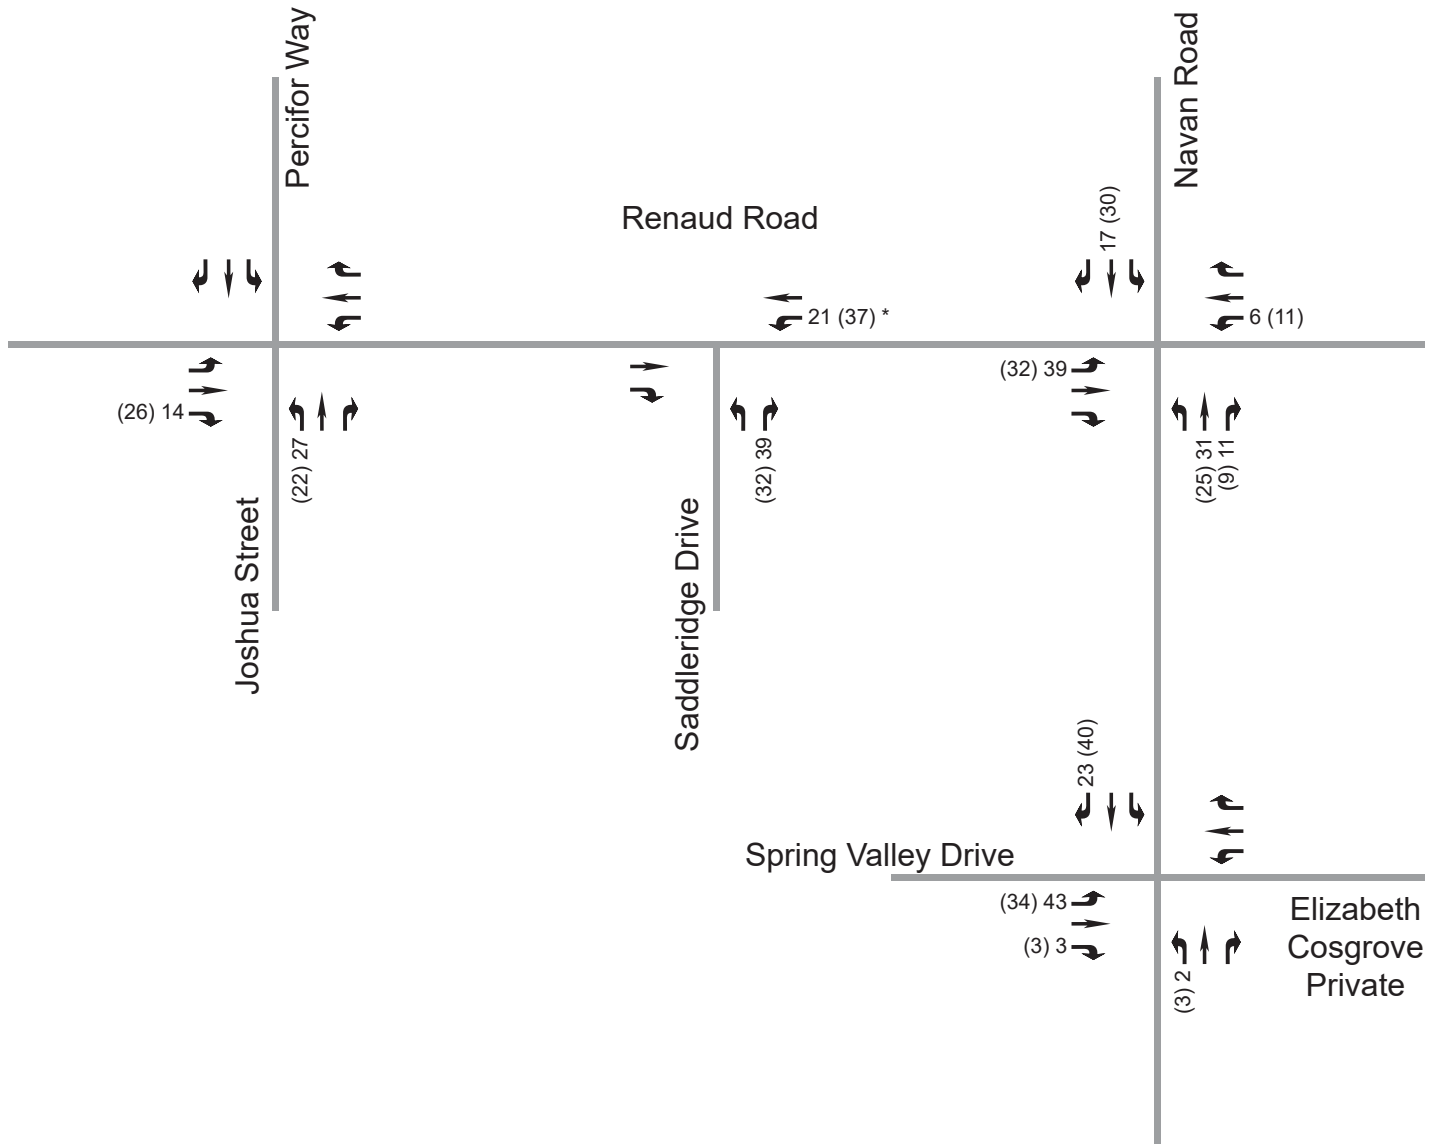 Percifor Way
Navan Road
Renaud Road
17 (30)
21 (37) *
6 (11)
(32) 39
(26) 14
(22) 27
(32) 39
(25) 31
(9) 11
Joshua Street
Saddleridge Drive
23 (40)
Spring Valley Drive
(34) 43
(3) 3
(3) 2
Elizabeth
Cosgrove
Private